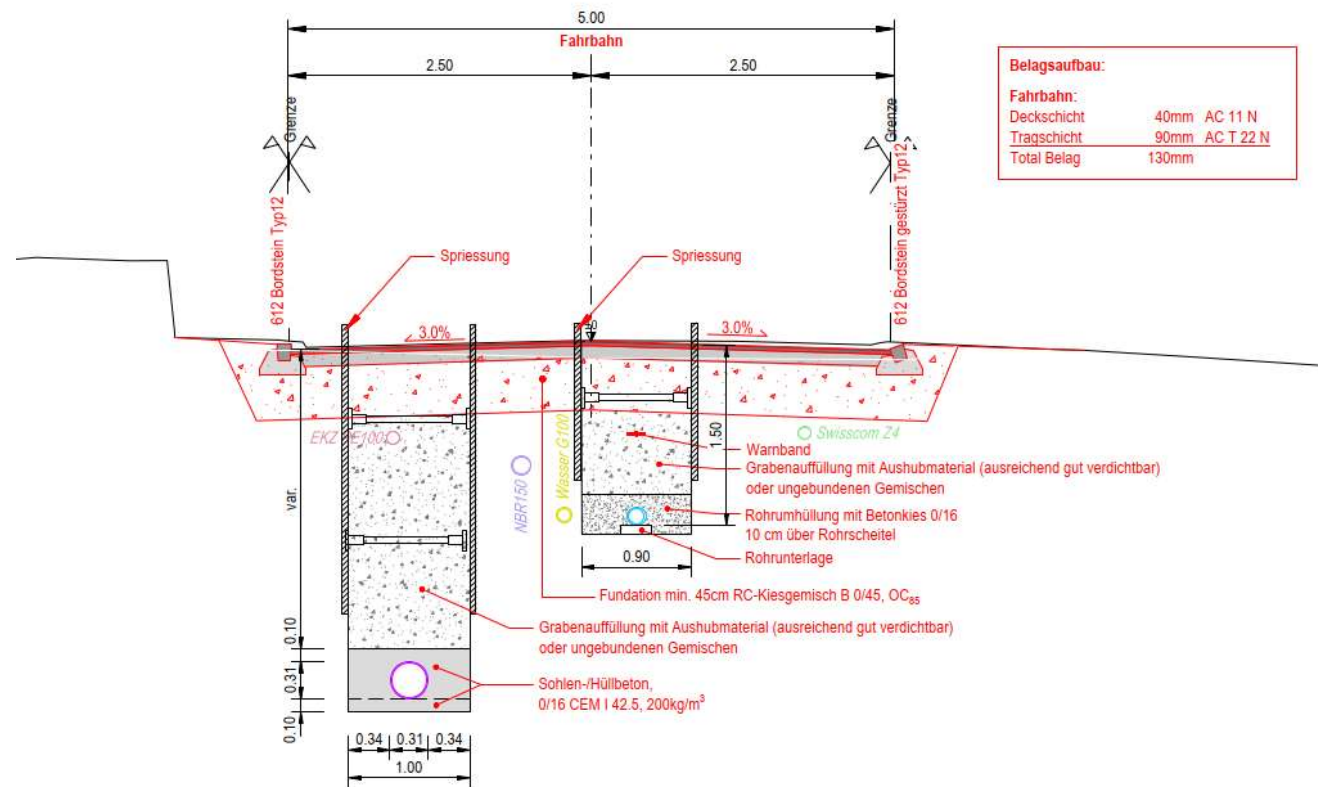 5.00
Fahrbahn
2.50
2.50
Belagsaufbau:
Fahrbahn:
Deckschicht 40mm AC 11 N
Tragschicht 90mm AC T 22 N
Total Belag 130mm
Grenze
Grenze
612 Bordstein Typ12
612 Bordstein gestürzt Typ12
Spriessung
Spriessung
3.0%
3.0%
EKZ
E100
NBR150
Wasser G100
1.50
Swisscom Z4
Warnband
Grabenauffüllung mit Aushubmaterial (ausreichend gut verdichtbar)
oder ungebundenen Gemischen
var.
Rohrumhüllung mit Betonkies 0/16
10 cm über Rohrscheitel
Rohrunterlage
0.90
Fundation min. 45cm RC-Kiesgemisch B 0/45, OC85
Grabenauffüllung mit Aushubmaterial (ausreichend gut verdichtbar)
oder ungebundenen Gemischen
0.10
0.31
0.10
Sohlen-/Hüllbeton,
0/16 CEM I 42.5, 200kg/m³
0.34 0.31 0.34
1.00